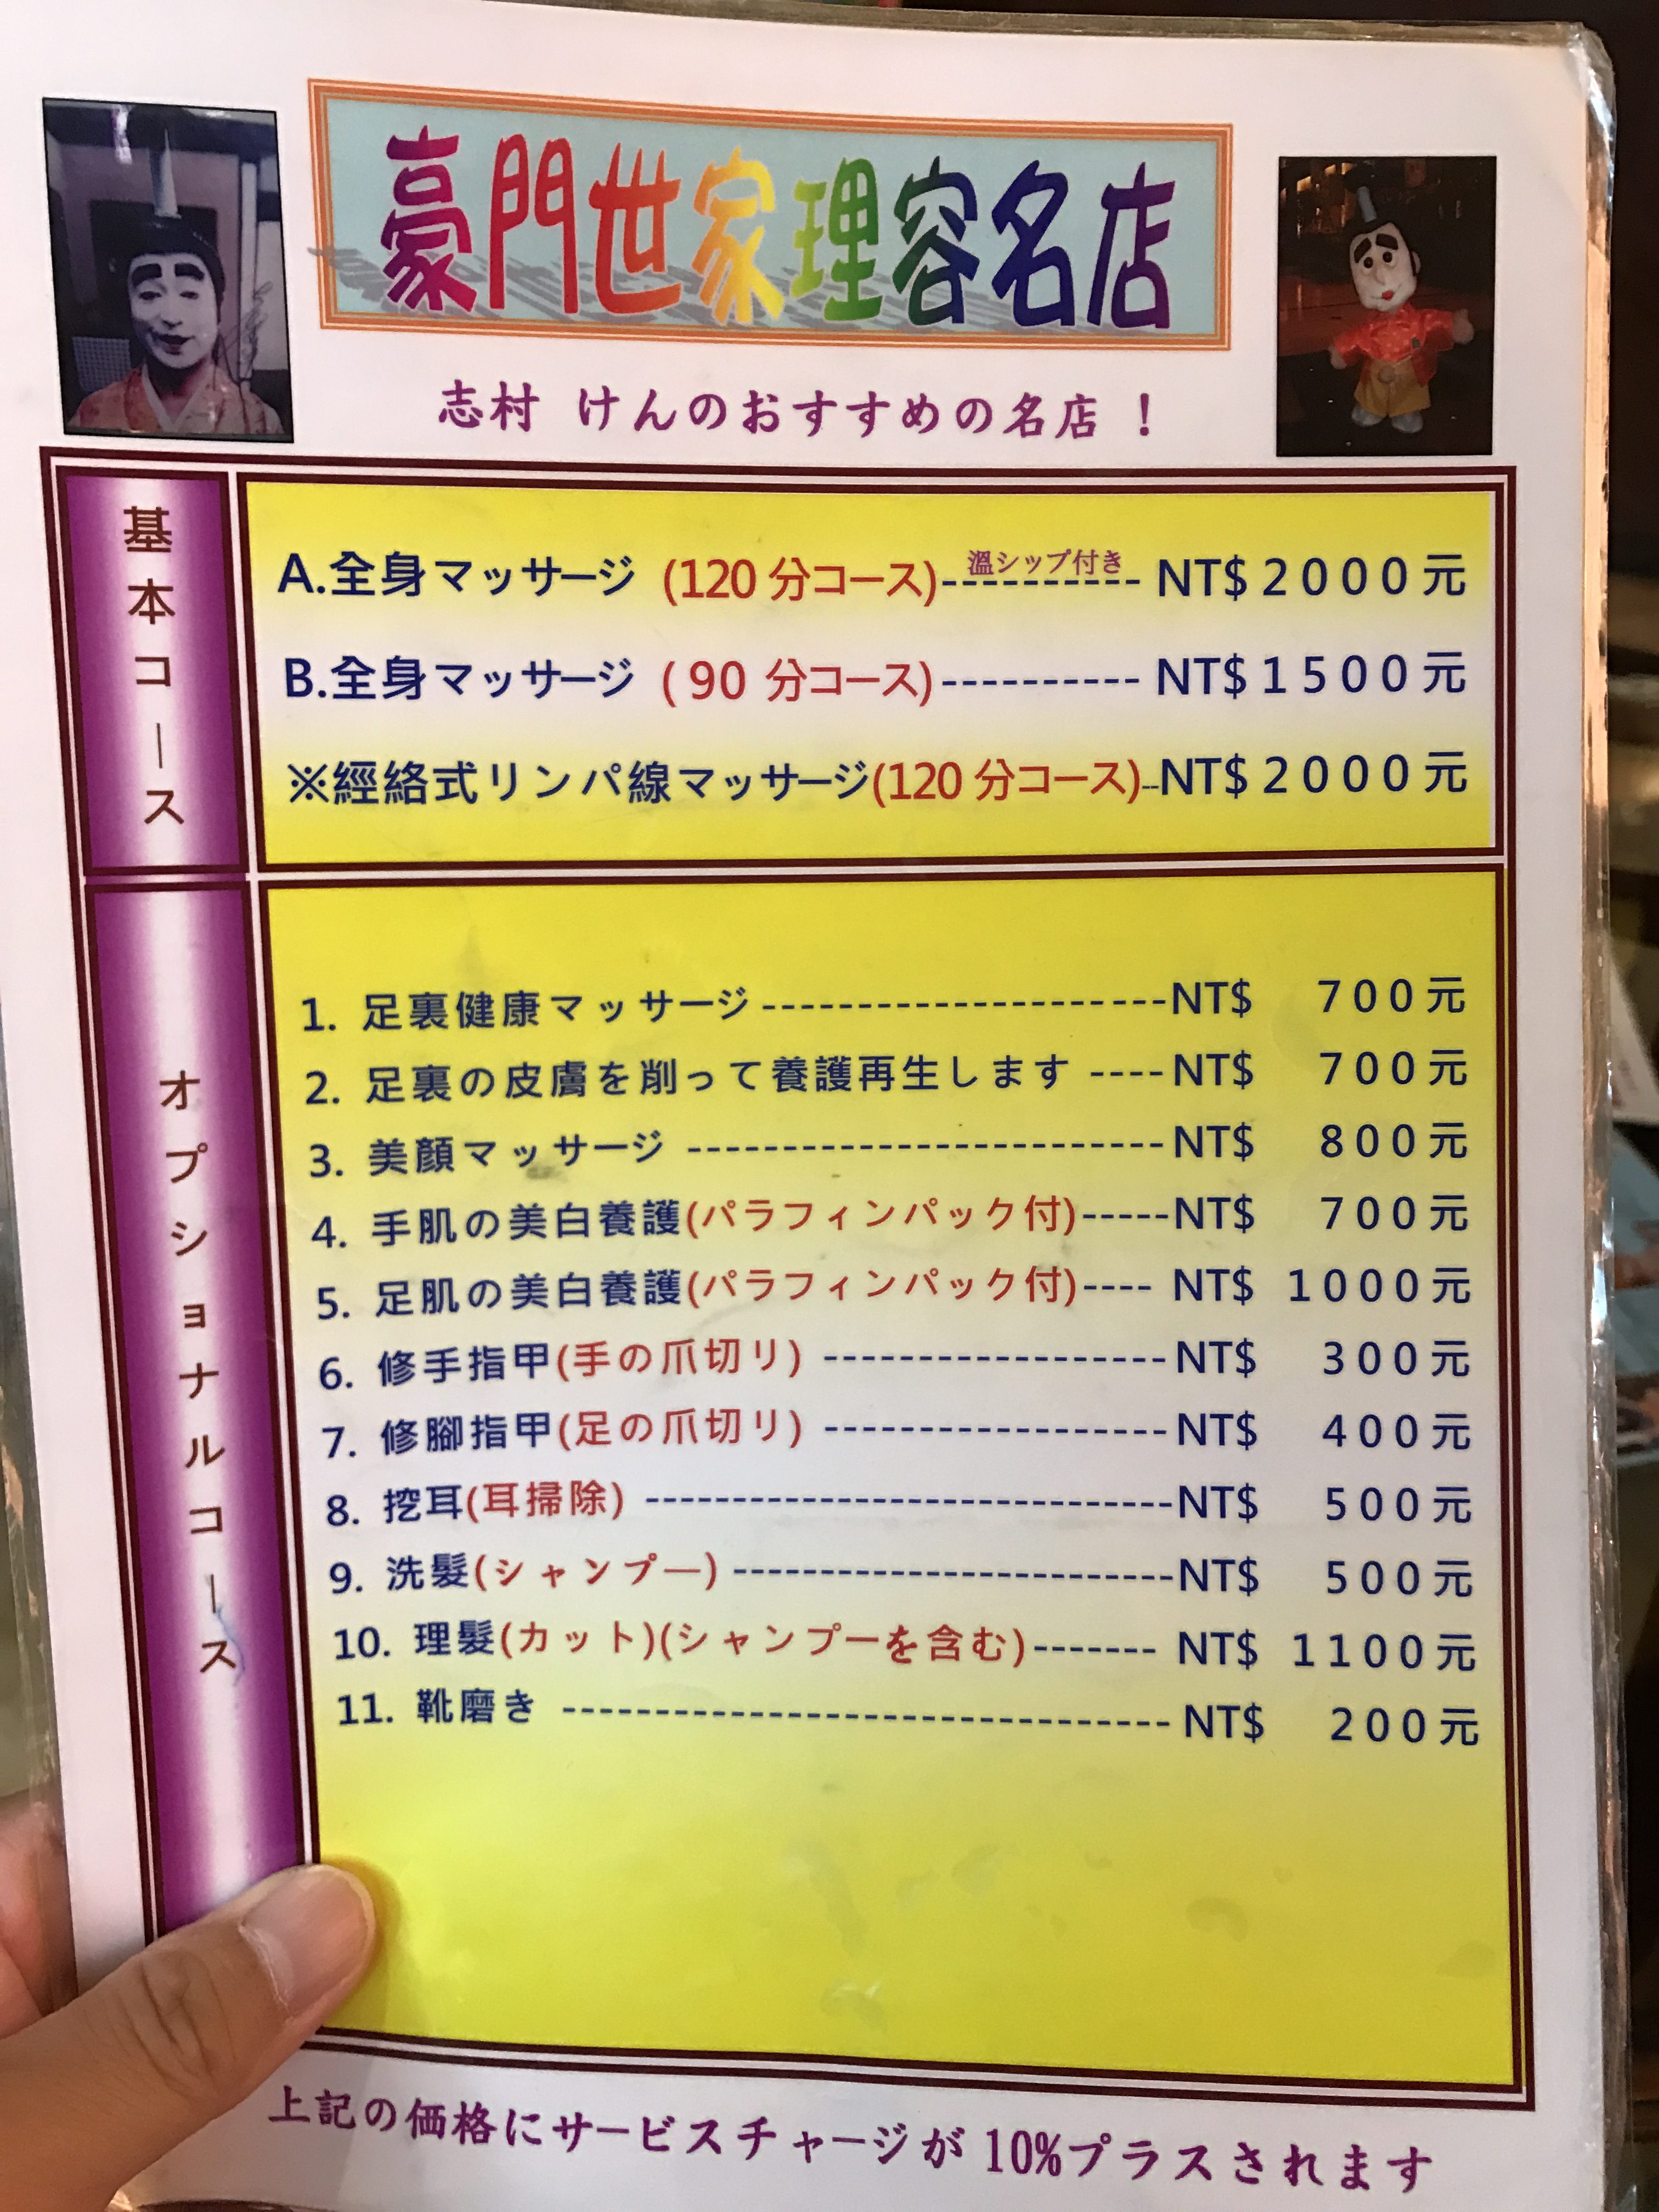 豪門世家理容名店
志村 けんのおすすめの名店 !
基本コース
温シップ付き
A.全身マッサージ (120 分コース)---------- NT$ 2000元
B.全身マッサージ ( 90 分コース)---------- NT$ 1500元
※經絡式リンパ線マッサージ(120 分コース)--NT$ 2000元
オプショナルコース
1. 足裏健康マッサージ---------------------NT$ 700元
2. 足裏の皮膚を削って養護再生します ----NT$ 700元
3. 美顏マッサージ -------------------------NT$ 800元
4. 手肌の美白養護(パラフィンパック付)-----NT$ 700元
5. 足肌の美白養護(パラフィンパック付)---- NT$ 1000元
6. 修手指甲(手の爪切リ) ------------------NT$ 300元
7. 修腳指甲(足の爪切リ) ------------------NT$ 400元
8. 挖耳(耳掃除) ----------------------------NT$ 500元
9. 洗髮(シャンプー) -----------------------NT$ 500元
10. 理髮(カット)(シャンプーを含む)------- NT$ 1100元
11. 靴磨き -------------------------------- NT$ 200元
上記の価格にサービスチャージが 10%プラスされます